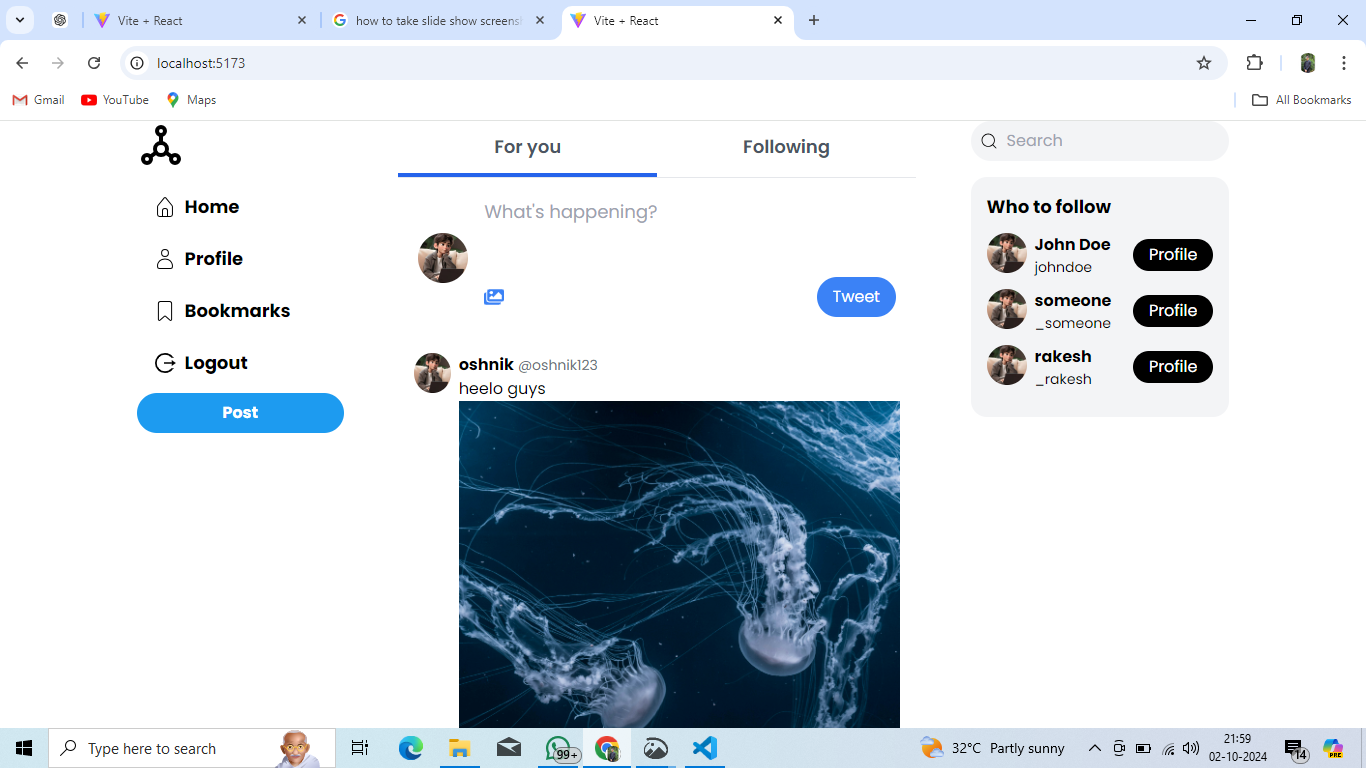 Vite + React
how to take slide show screensh
Vite + React
localhost:5173
Gmail
YouTube
Maps
All Bookmarks
For you
Following
Search
Home
Profile
Bookmarks
Logout
Post
What's happening?
Tweet
oshnik @oshnik123
heelo guys
Who to follow
John Doe
johndoe
Profile
someone
_someone
Profile
rakesh
_rakesh
Profile
Type here to search
99+
32°C Partly sunny
21:59
02-10-2024
14
PRE